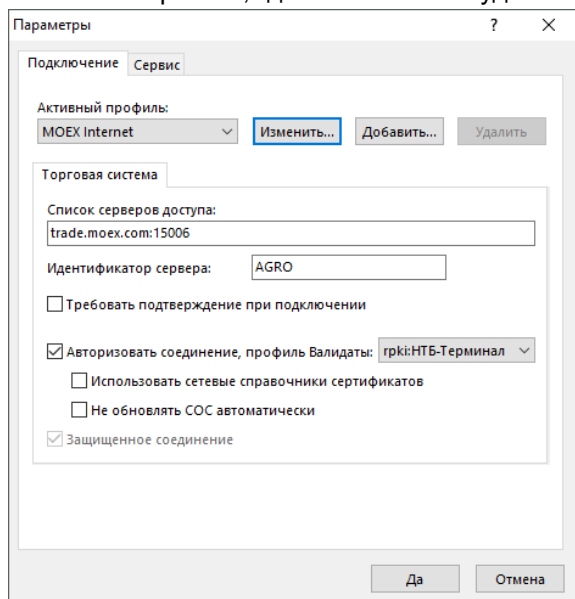 Параметры ? ×
Подключение Сервис
Активный профиль:
MOEX Internet Изменить... Добавить... Удалить
Торговая система
Список серверов доступа:
trade.moex.com:15006
Идентификатор сервера: AGRO
Требовать подтверждение при подключении
Авторизовать соединение, профиль Валидаты: rpki:НТБ-Терминал
Использовать сетевые справочники сертификатов
Не обновлять СОС автоматически
Защищенное соединение
Да Отмена